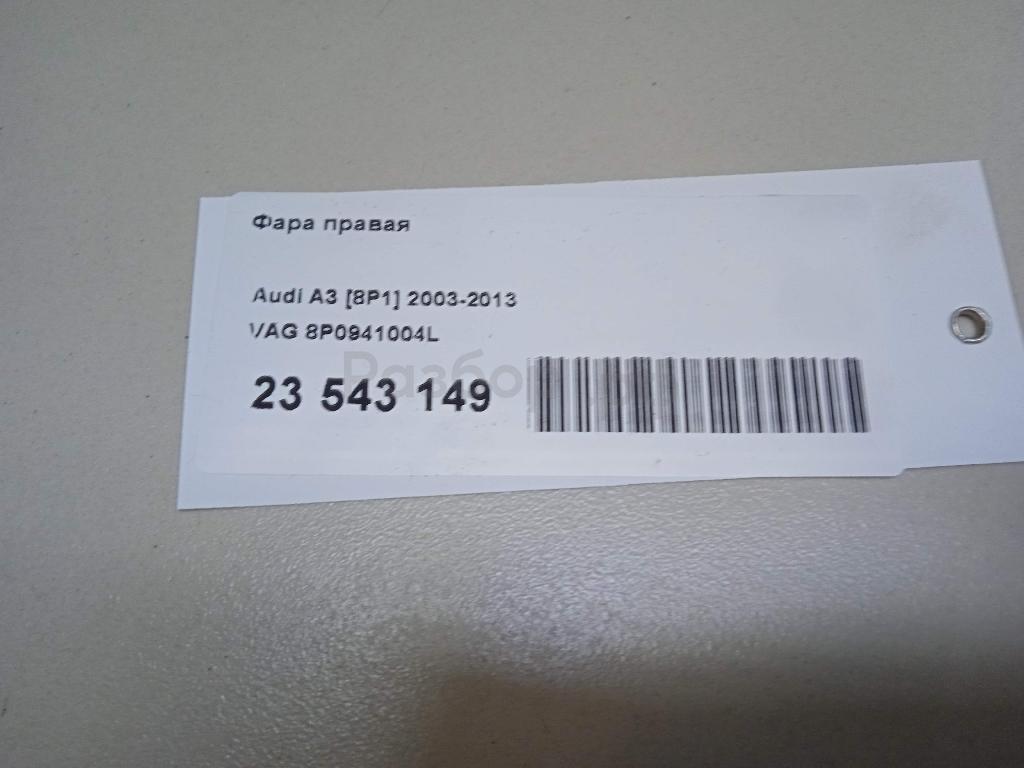 Фара правая
Audi A3 [8P1] 2003-2013
VAG 8P0941004L
23 543 149